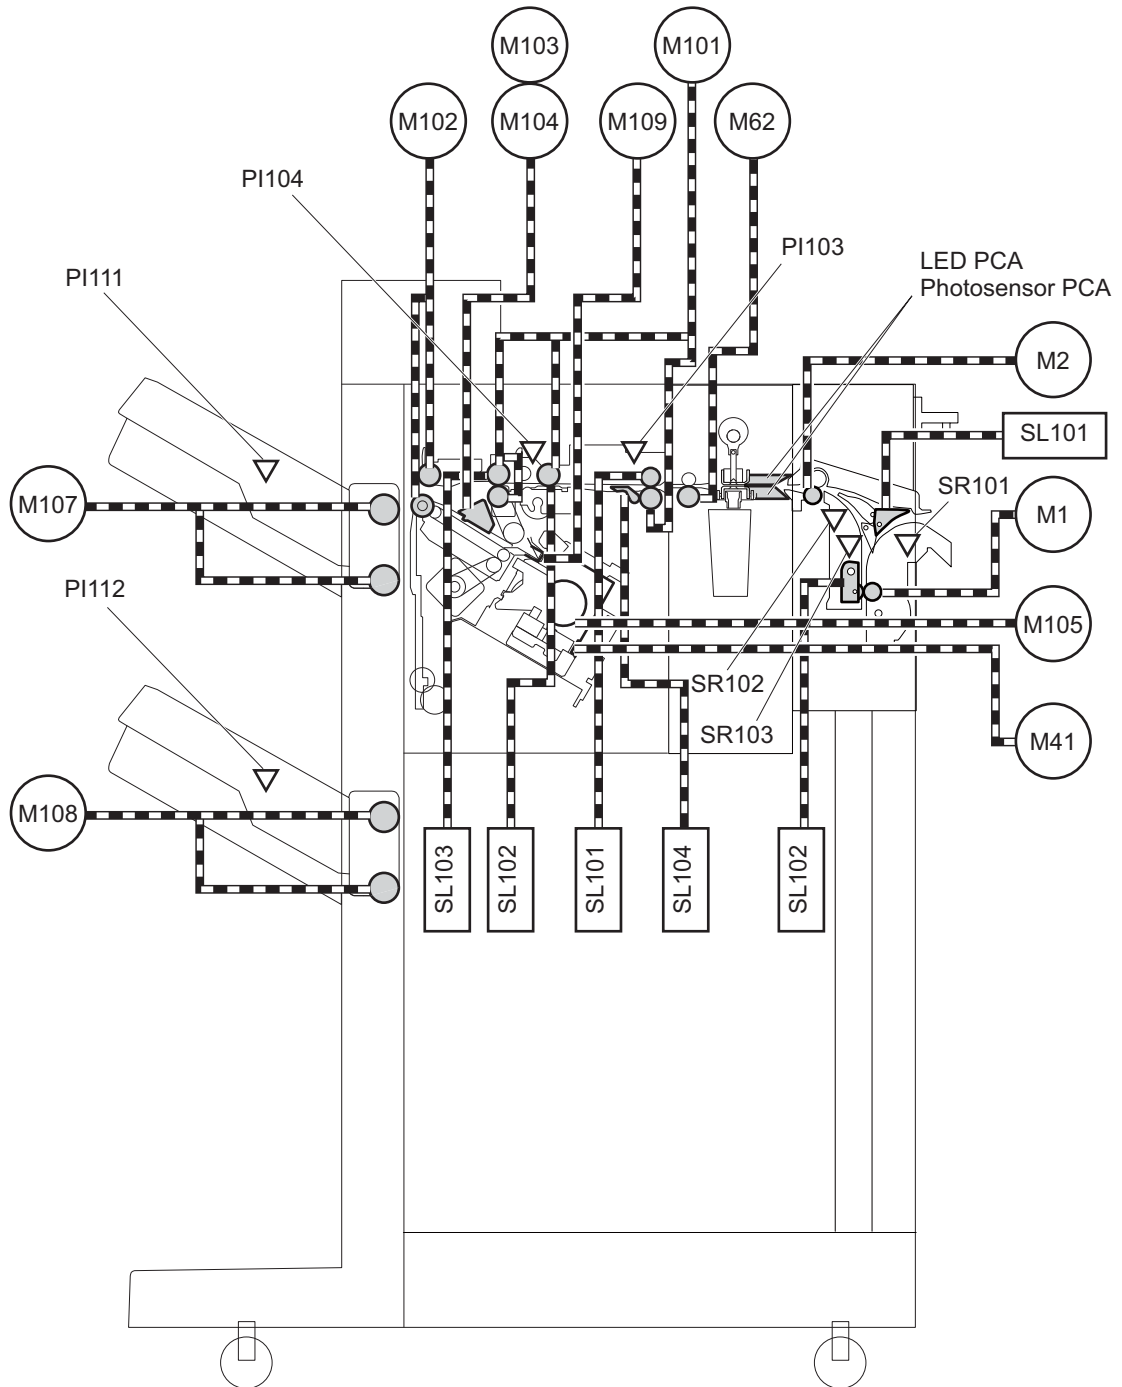 M103
M101
M102
M104
M109
M62
PI104
PI103
LED PCA
Photosensor PCA
PI111
M2
SL101
SR101
M107
M1
PI112
M105
SR102
SR103
M41
M108
SL103
SL102
SL101
SL104
SL102